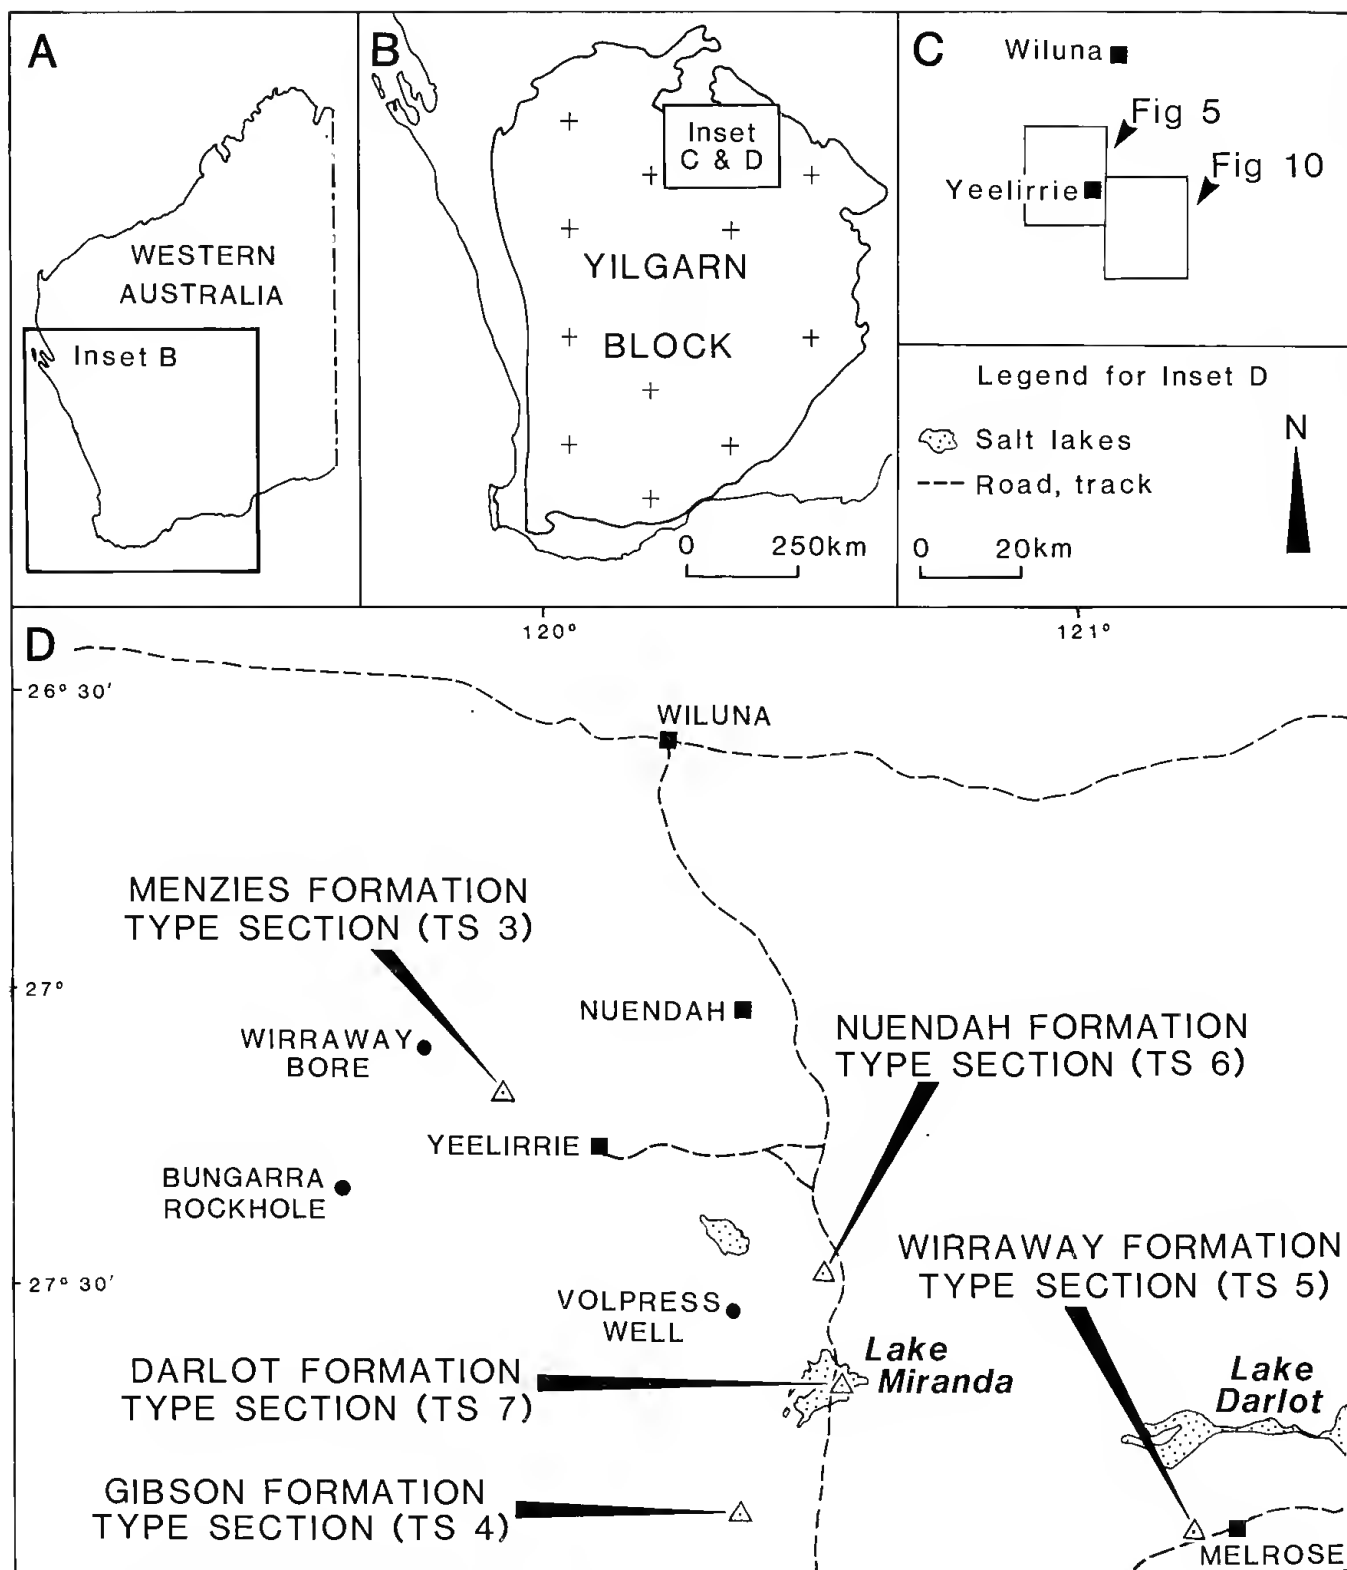 A
WESTERN
AUSTRALIA
Inset B
B
Inset
C & D
YILGARN
BLOCK
0 250km
C
Wiluna
Fig 5
Yeelirrie
Fig 10
Legend for Inset D
Salt lakes
Road, track
N
0 20km
D
120°
121°
26° 30'
WILUNA
MENZIES FORMATION
TYPE SECTION (TS 3)
27°
NUENDAH
WIRRAWAY
BORE
NUENDAH FORMATION
TYPE SECTION (TS 6)
YEELIRRIE
BUNGARRA
ROCKHOLE
WIRRAWAY FORMATION
TYPE SECTION (TS 5)
27° 30'
VOLPRESS
WELL
DARLOT FORMATION
TYPE SECTION (TS 7)
Lake
Miranda
Lake
Darlot
GIBSON FORMATION
TYPE SECTION (TS 4)
MELROSE